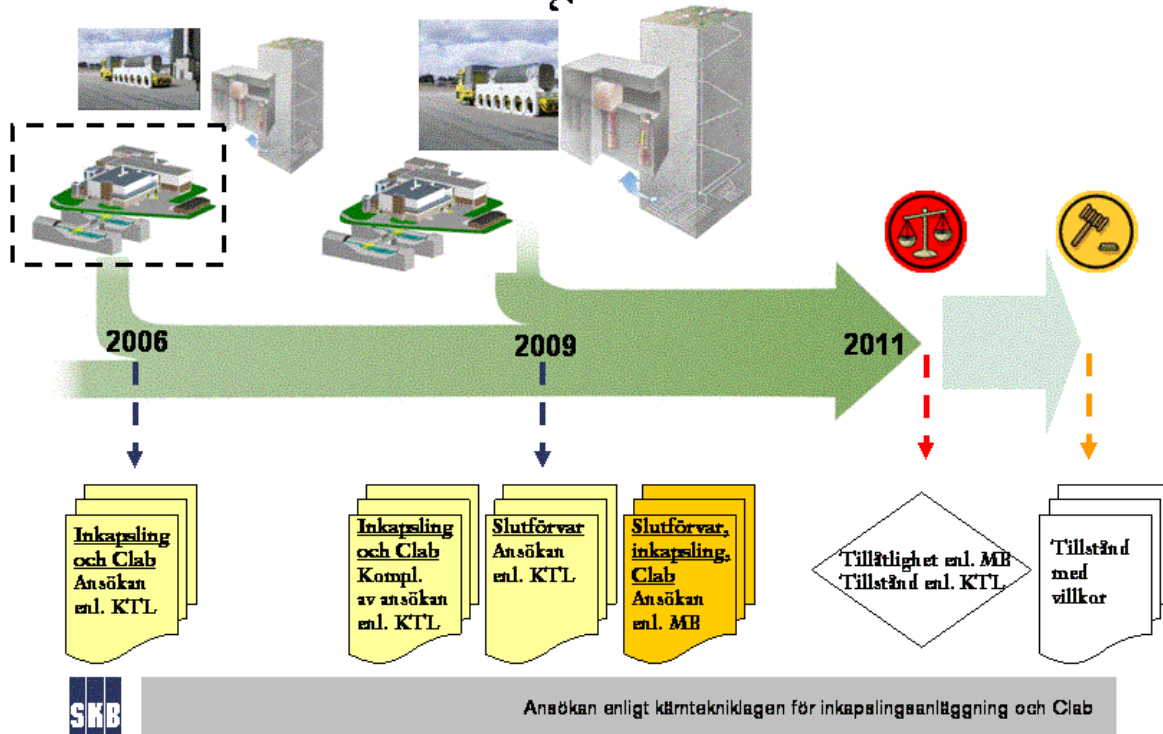 2006
2009
2011
Inkapsling
och Clab
Ansökan
enl. KTL
Inkapsling
och Clab
Kompl.
av ansökan
enl. KTL
Slutförvar
Ansökan
enl. KTL
Slutförvar,
inkapsling,
Clab
Ansökan
enl. MB
Tillåtlighet enl. MB
Tillstånd enl. KTL
Tillstånd
med
villkor
SKB
Ansökan enligt kärntekniklagen för inkapslingsanläggning och Clab